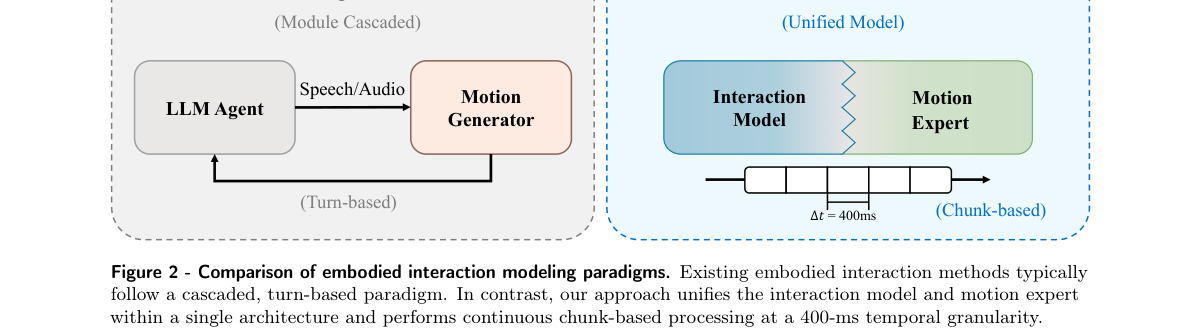 (Module Cascaded)
LLM Agent
Speech/Audio
Motion
Generator
(Turn-based)
(Unified Model)
Interaction
Model
Motion
Expert
Δt = 400ms
(Chunk-based)
Figure 2 - Comparison of embodied interaction modeling paradigms. Existing embodied interaction methods typically
follow a cascaded, turn-based paradigm. In contrast, our approach unifies the interaction model and motion expert
within a single architecture and performs continuous chunk-based processing at a 400-ms temporal granularity.